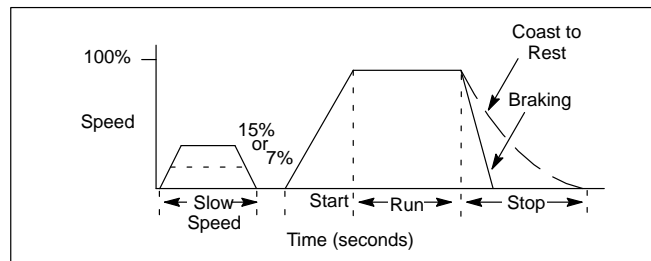 100%
Speed
15%
or
7%
Coast to
Rest
Braking
Slow
Speed
Start
Run
Stop
Time (seconds)